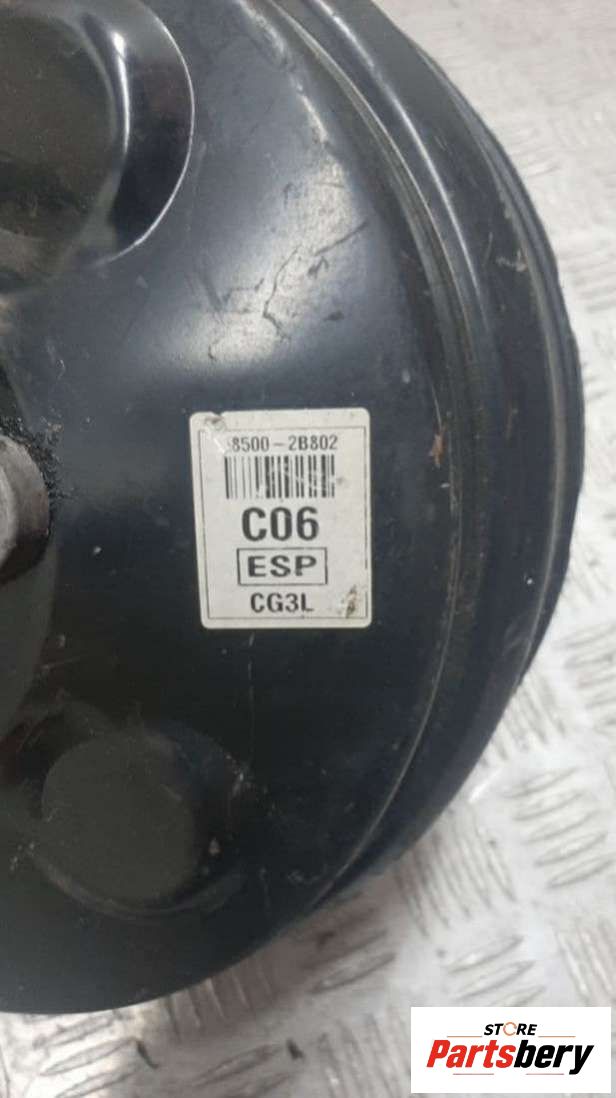 8500-2B802
C06
ESP
CG3L
STORE
Partsbery